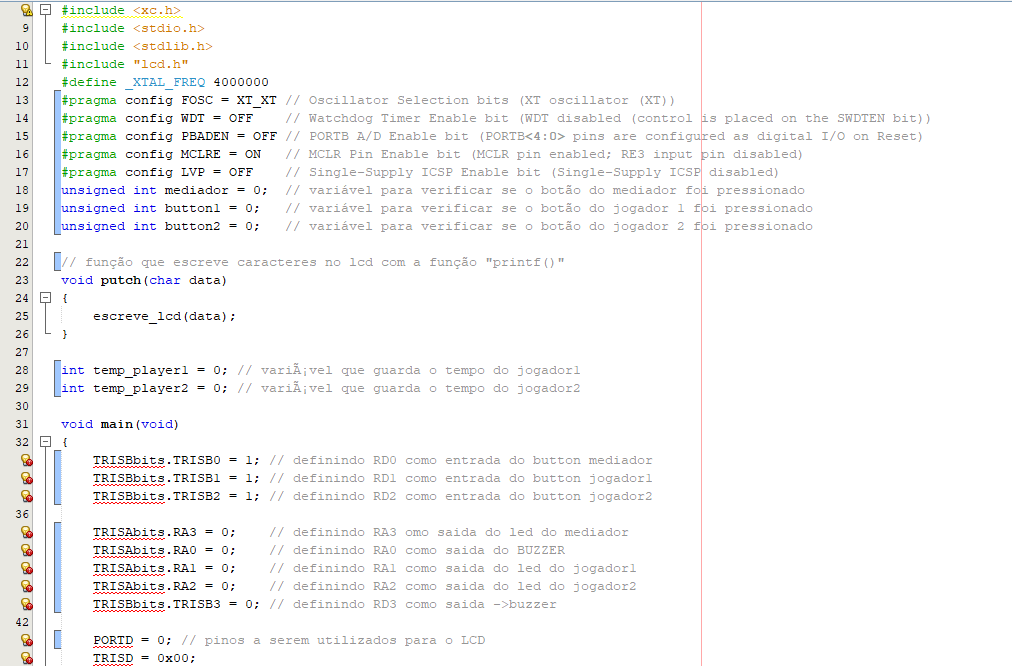 #include <xc.h>
9 #include <stdio.h>
10 #include <stdlib.h>
11 #include "lcd.h"
12 #define _XTAL_FREQ 4000000
13 #pragma config FOSC = XT_XT // Oscillator Selection bits (XT oscillator (XT))
14 #pragma config WDT = OFF // Watchdog Timer Enable bit (WDT disabled (control is placed on the SWDTEN bit))
15 #pragma config PBADEN = OFF // PORTB A/D Enable bit (PORTB<4:0> pins are configured as digital I/O on Reset)
16 #pragma config MCLRE = ON // MCLR Pin Enable bit (MCLR pin enabled; RE3 input pin disabled)
17 #pragma config LVP = OFF // Single-Supply ICSP Enable bit (Single-Supply ICSP disabled)
18 unsigned int mediador = 0; // variável para verificar se o botão do mediador foi pressionado
19 unsigned int button1 = 0; // variável para verificar se o botão do jogador 1 foi pressionado
20 unsigned int button2 = 0; // variável para verificar se o botão do jogador 2 foi pressionado
21
22 // função que escreve caracteres no lcd com a função "printf()"
23 void putch(char data)
24 {
25 escreve_lcd(data);
26 }
27
28 int temp_player1 = 0; // variÃ¡vel que guarda o tempo do jogador1
29 int temp_player2 = 0; // variÃ¡vel que guarda o tempo do jogador2
30
31 void main(void)
32 {
TRISBbits.TRISB0 = 1; // definindo RD0 como entrada do button mediador
TRISBbits.TRISB1 = 1; // definindo RD1 como entrada do button jogador1
TRISBbits.TRISB2 = 1; // definindo RD2 como entrada do button jogador2
36
TRISAbits.RA3 = 0; // definindo RA3 omo saida do led do mediador
TRISAbits.RA0 = 0; // definindo RA0 como saida do BUZZER
TRISAbits.RA1 = 0; // definindo RA1 como saida do led do jogador1
TRISAbits.RA2 = 0; // definindo RA2 como saida do led do jogador2
TRISBbits.TRISB3 = 0; // definindo RD3 como saida ->buzzer
42
PORTD = 0; // pinos a serem utilizados para o LCD
TRISD = 0x00;